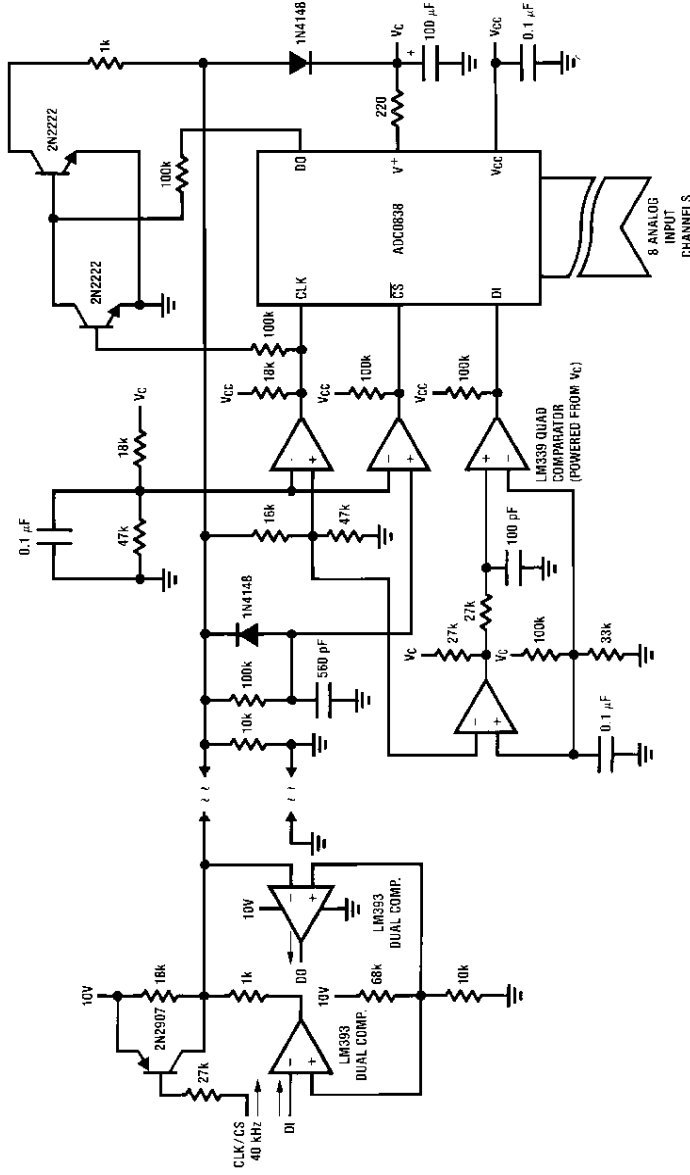 10V
2N2907
18k
27k
CLK/CS
40 kHz
DI
1k
LM393
DUAL COMP.
10V
68k
10k
10V
DO
LM393
DUAL COMP.
~ ~
~ ~
10k
100k
1N4148
560 pF
0.1 μF
47k
18k
VC
16k
47k
VCC
18k
100k
VCC
100k
VCC
100k
VC
27k
27k
100 pF
VC
100k
33k
0.1 μF
LM339 QUAD
COMPARATOR
(POWERED FROM VC)
2N2222
2N2222
1k
100k
CLK
CS
DI
ADC0838
DO
V+
VCC
220
1N4148
VC
+
100 μF
VCC
0.1 μF
8 ANALOG
INPUT
CHANNELS